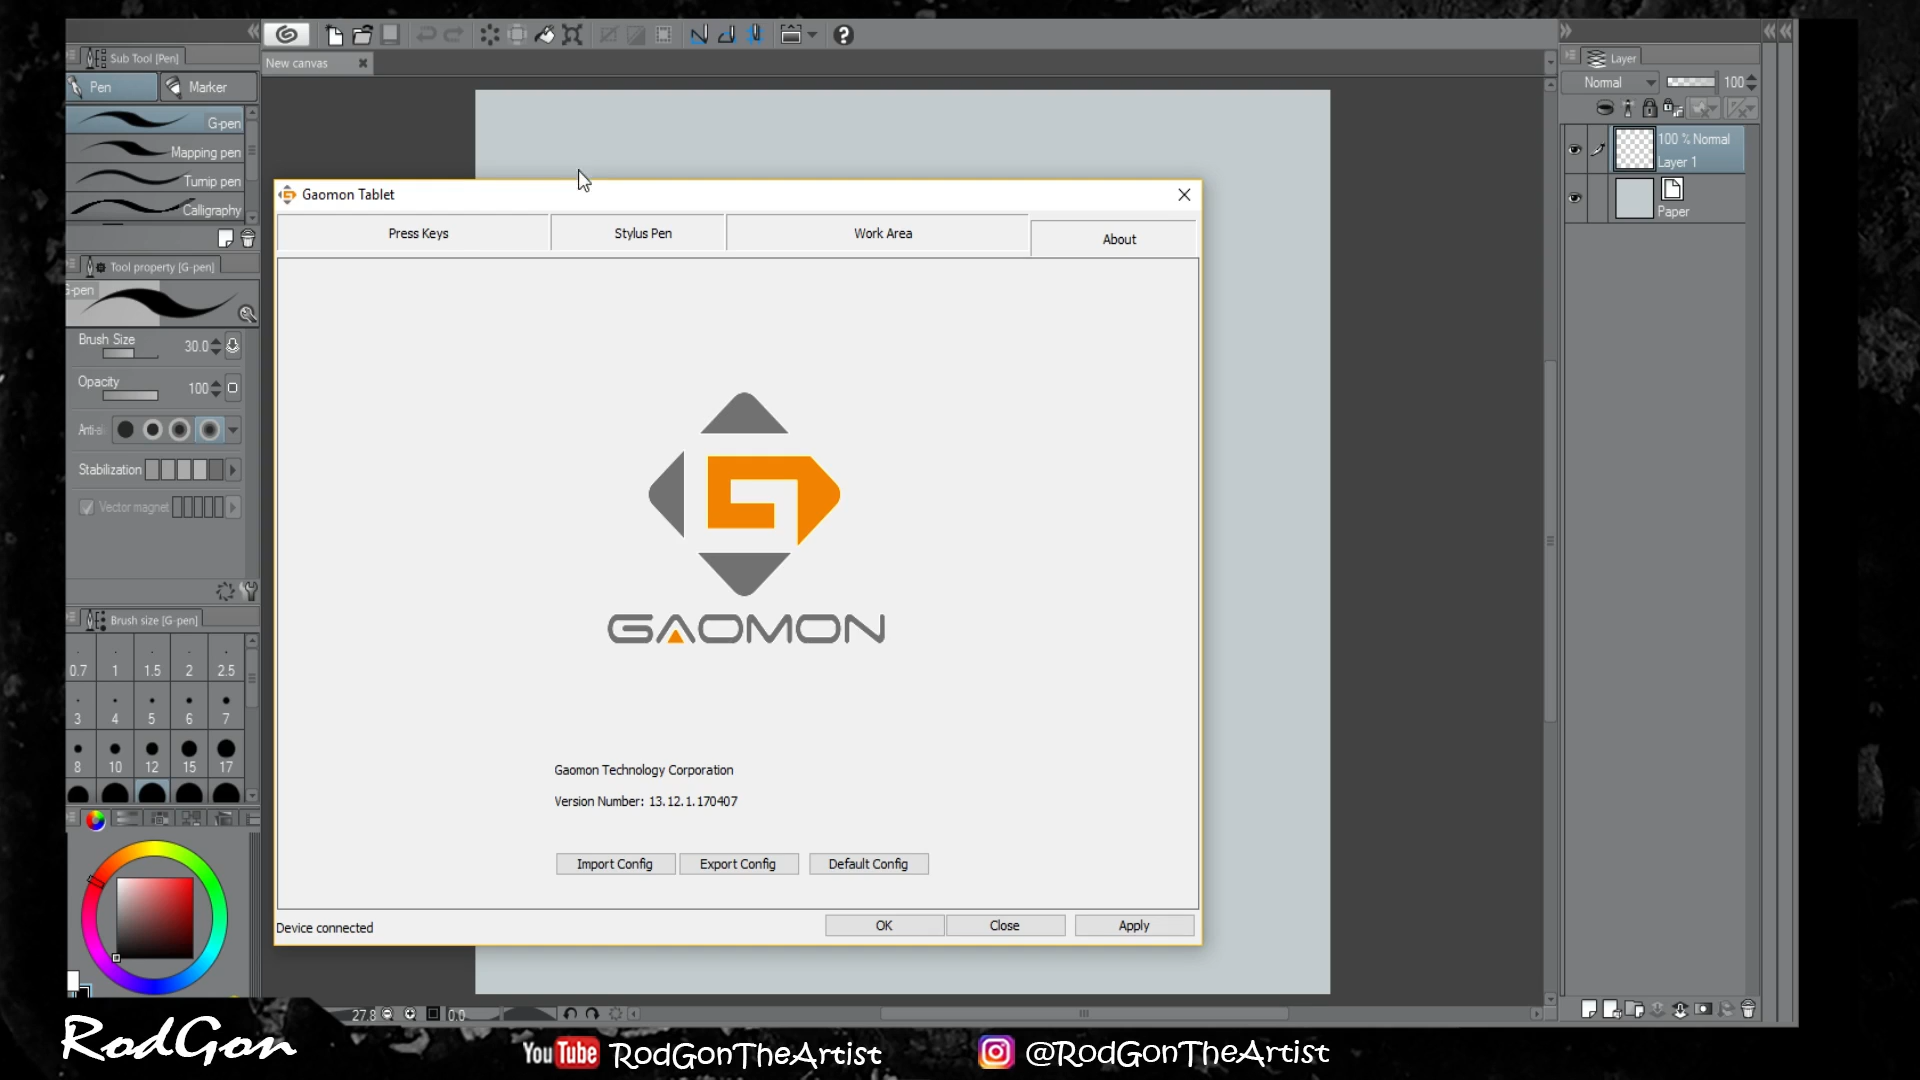 Sub Tool [Pen]
Pen
Marker
G-pen
Mapping pen
Turnip pen
Calligraphy
Tool property [G-pen]
G-pen
Brush Size
30.0
Opacity
100
Stabilization
Vector magnet
Brush size [G-pen]
0.7 1 1.5 2 2.5
3 4 5 6 7
8 10 12 15 17
New canvas
Gaomon Tablet
Press Keys
Stylus Pen
Work Area
About
GAOMON
Gaomon Technology Corporation
Version Number: 13.12.1.170407
Import Config
Export Config
Default Config
Device connected
OK
Close
Apply
27.8
0.0
Layer
Normal
100
100 % Normal
Layer 1
Paper
RodGon
YouTube RodGonTheArtist
@RodGonTheArtist